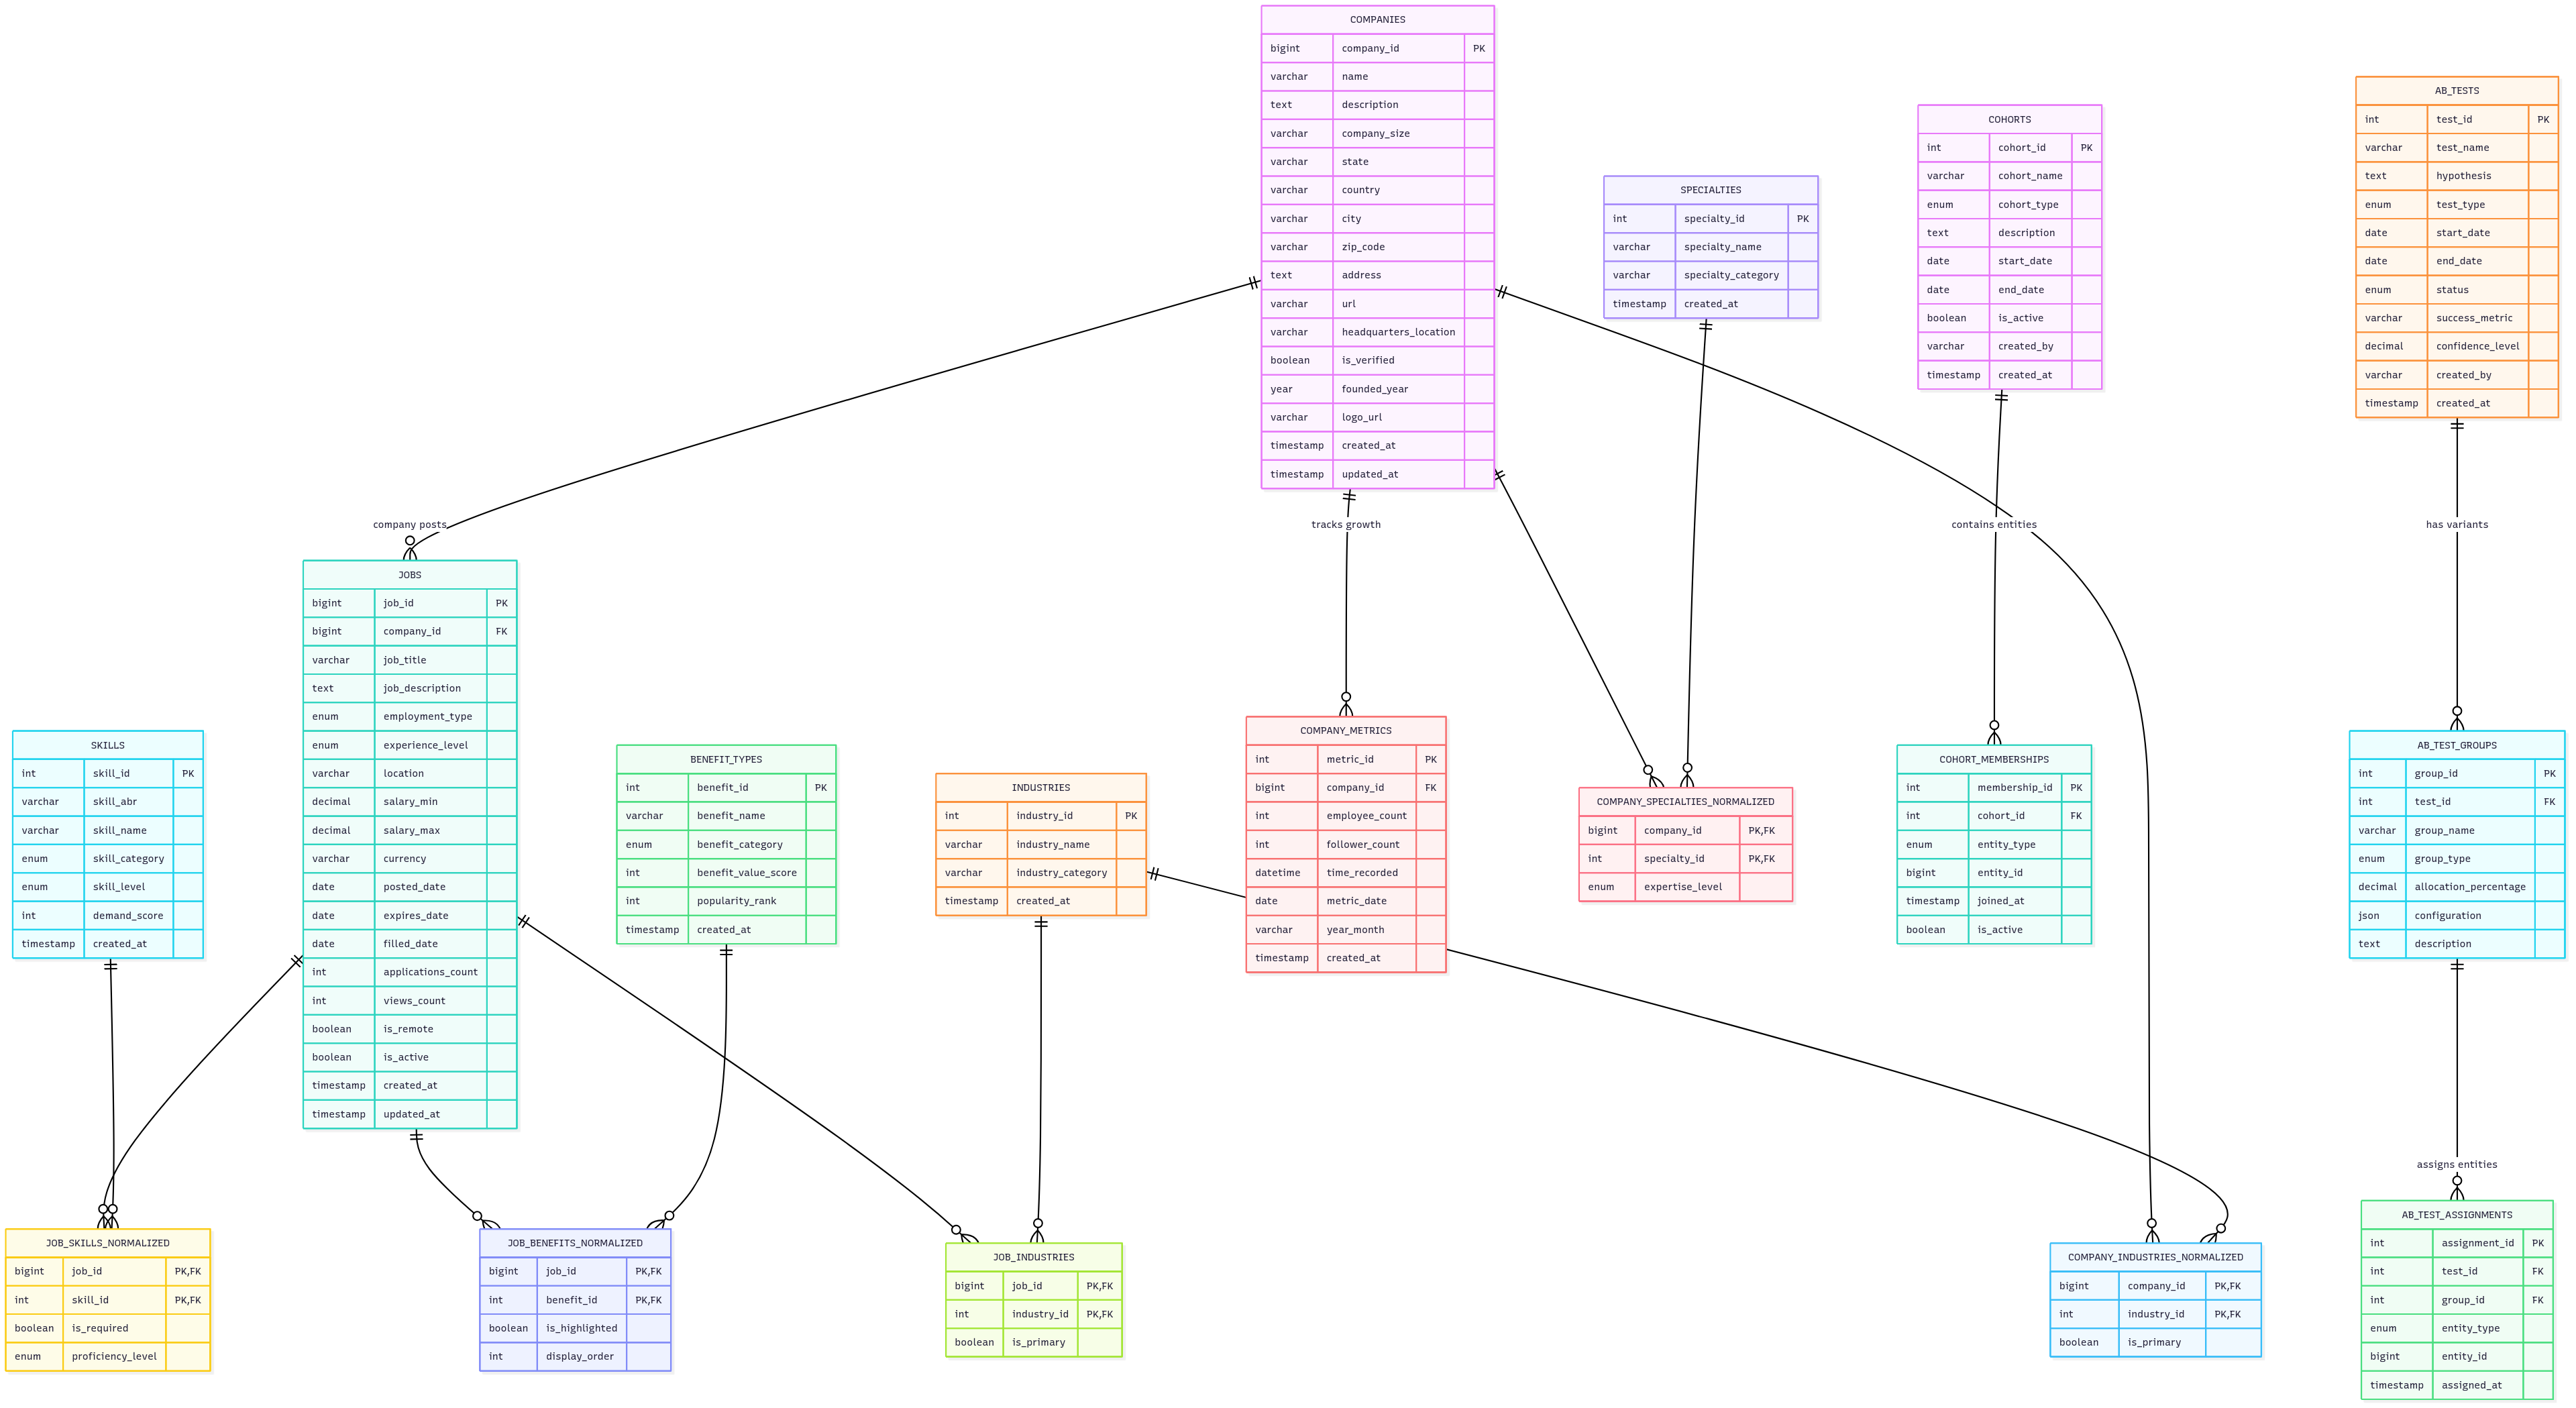 COMPANIES
bigint company_id PK
varchar name
text description
varchar company_size
varchar state
varchar country
varchar city
varchar zip_code
text address
varchar url
varchar headquarters_location
boolean is_verified
year founded_year
varchar logo_url
timestamp created_at
timestamp updated_at
SPECIALTIES
int specialty_id PK
varchar specialty_name
varchar specialty_category
timestamp created_at
COHORTS
int cohort_id PK
varchar cohort_name
enum cohort_type
text description
date start_date
date end_date
boolean is_active
varchar created_by
timestamp created_at
AB_TESTS
int test_id PK
varchar test_name
text hypothesis
enum test_type
date start_date
date end_date
enum status
varchar success_metric
decimal confidence_level
varchar created_by
timestamp created_at
company posts
tracks growth
contains entities
has variants
SKILLS
int skill_id PK
varchar skill_abr
varchar skill_name
enum skill_category
enum skill_level
int demand_score
timestamp created_at
JOBS
bigint job_id PK
bigint company_id FK
varchar job_title
text job_description
enum employment_type
enum experience_level
varchar location
decimal salary_min
decimal salary_max
varchar currency
date posted_date
date expires_date
date filled_date
int applications_count
int views_count
boolean is_remote
boolean is_active
timestamp created_at
timestamp updated_at
BENEFIT_TYPES
int benefit_id PK
varchar benefit_name
enum benefit_category
int benefit_value_score
int popularity_rank
timestamp created_at
INDUSTRIES
int industry_id PK
varchar industry_name
varchar industry_category
timestamp created_at
COMPANY_METRICS
int metric_id PK
bigint company_id FK
int employee_count
int follower_count
datetime time_recorded
date metric_date
varchar year_month
timestamp created_at
COMPANY_SPECIALTIES_NORMALIZED
bigint company_id PK,FK
int specialty_id PK,FK
enum expertise_level
COHORT_MEMBERSHIPS
int membership_id PK
int cohort_id FK
enum entity_type
bigint entity_id
timestamp joined_at
boolean is_active
AB_TEST_GROUPS
int group_id PK
int test_id FK
varchar group_name
enum group_type
decimal allocation_percentage
json configuration
text description
assigns entities
JOB_SKILLS_NORMALIZED
bigint job_id PK,FK
int skill_id PK,FK
boolean is_required
enum proficiency_level
JOB_BENEFITS_NORMALIZED
bigint job_id PK,FK
int benefit_id PK,FK
boolean is_highlighted
int display_order
JOB_INDUSTRIES
bigint job_id PK,FK
int industry_id PK,FK
boolean is_primary
COMPANY_INDUSTRIES_NORMALIZED
bigint company_id PK,FK
int industry_id PK,FK
boolean is_primary
AB_TEST_ASSIGNMENTS
int assignment_id PK
int test_id FK
int group_id FK
enum entity_type
bigint entity_id
timestamp assigned_at